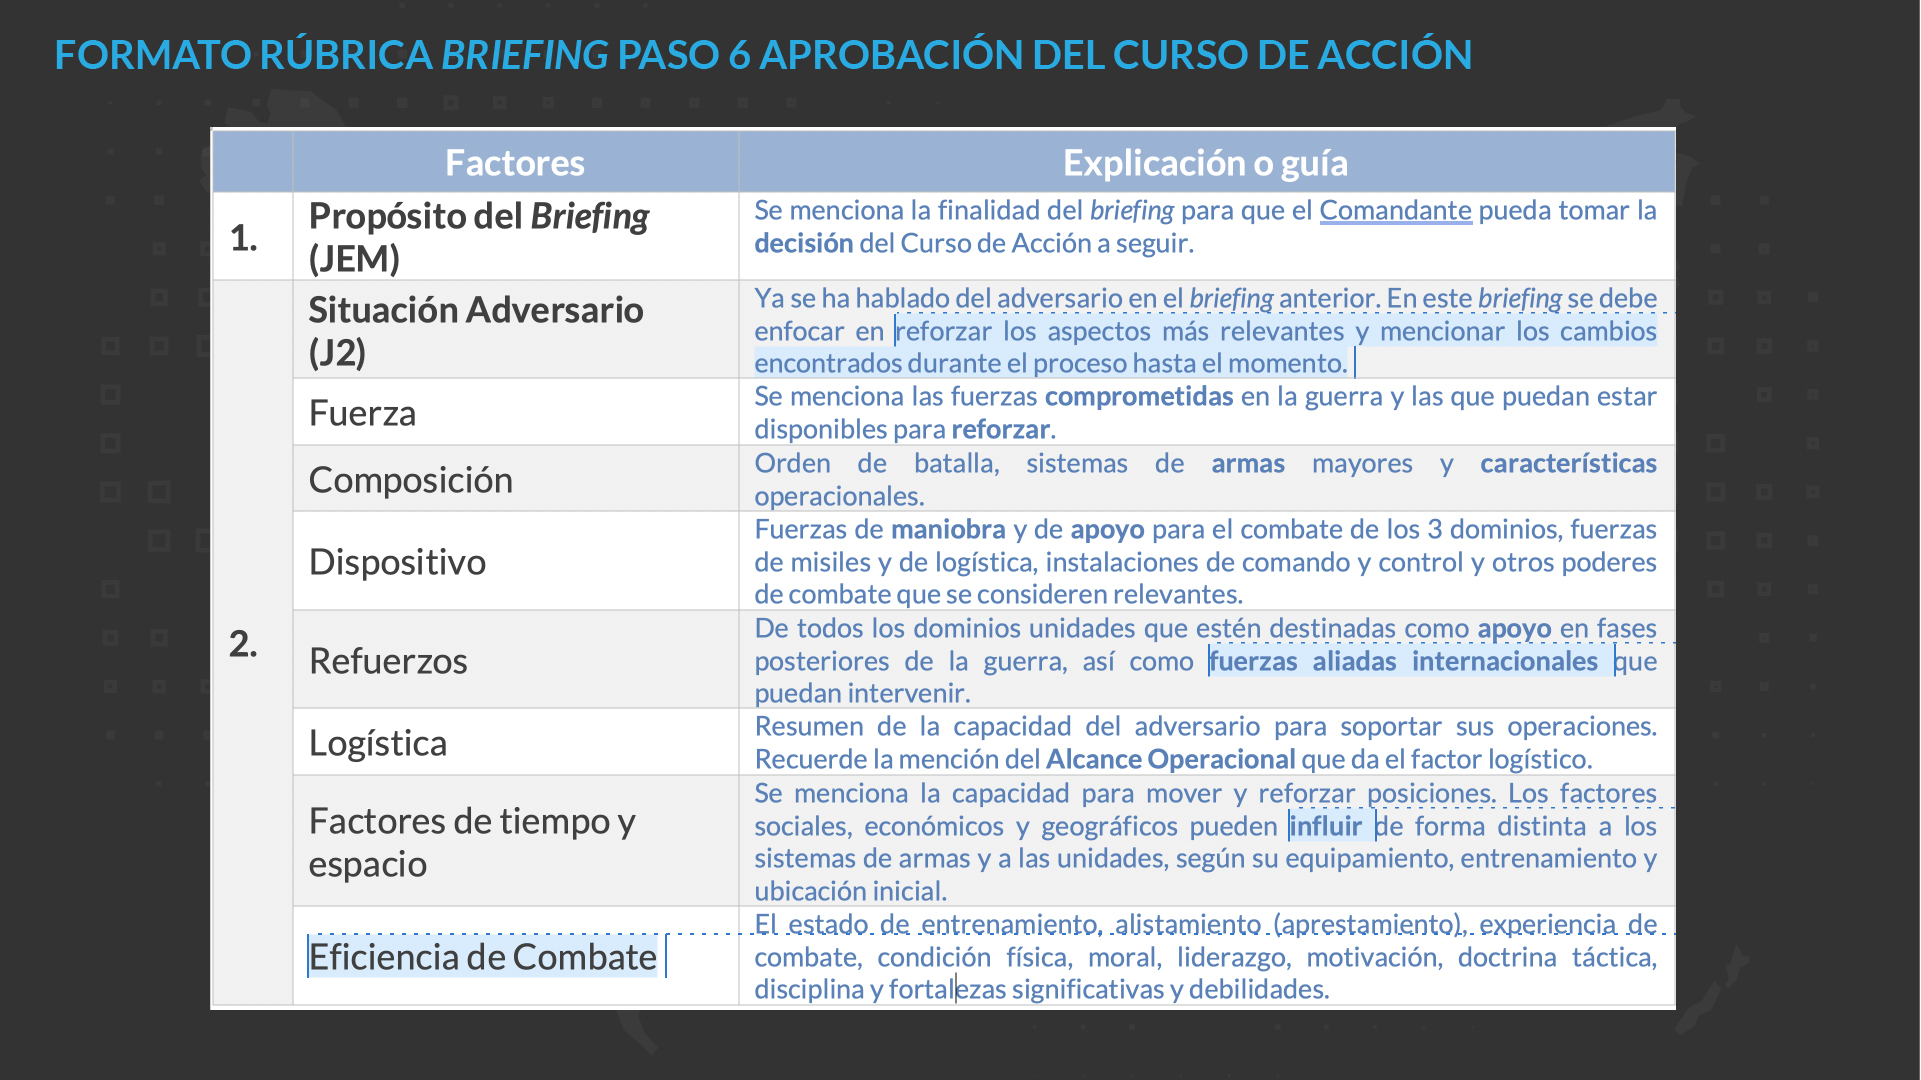 FORMATO RÚBRICA BRIEFING PASO 6 APROBACIÓN DEL CURSO DE ACCIÓN
Factores
Explicación o guía
1.
Propósito del Briefing
(JEM)
Se menciona la finalidad del briefing para que el Comandante pueda tomar la
decisión del Curso de Acción a seguir.
2.
Situación Adversario
(J2)
Ya se ha hablado del adversario en el briefing anterior. En este briefing se debe
enfocar en reforzar los aspectos más relevantes y mencionar los cambios
encontrados durante el proceso hasta el momento.
Fuerza
Se menciona las fuerzas comprometidas en la guerra y las que puedan estar
disponibles para reforzar.
Composición
Orden de batalla, sistemas de armas mayores y características
operacionales.
Dispositivo
Fuerzas de maniobra y de apoyo para el combate de los 3 dominios, fuerzas
de misiles y de logística, instalaciones de comando y control y otros poderes
de combate que se consideren relevantes.
Refuerzos
De todos los dominios unidades que estén destinadas como apoyo en fases
posteriores de la guerra, así como fuerzas aliadas internacionales que
puedan intervenir.
Logística
Resumen de la capacidad del adversario para soportar sus operaciones.
Recuerde la mención del Alcance Operacional que da el factor logístico.
Factores de tiempo y
espacio
Se menciona la capacidad para mover y reforzar posiciones. Los factores
sociales, económicos y geográficos pueden influir de forma distinta a los
sistemas de armas y a las unidades, según su equipamiento, entrenamiento y
ubicación inicial.
Eficiencia de Combate
El estado de entrenamiento, alistamiento (aprestamiento), experiencia de
combate, condición física, moral, liderazgo, motivación, doctrina táctica,
disciplina y fortalezas significativas y debilidades.